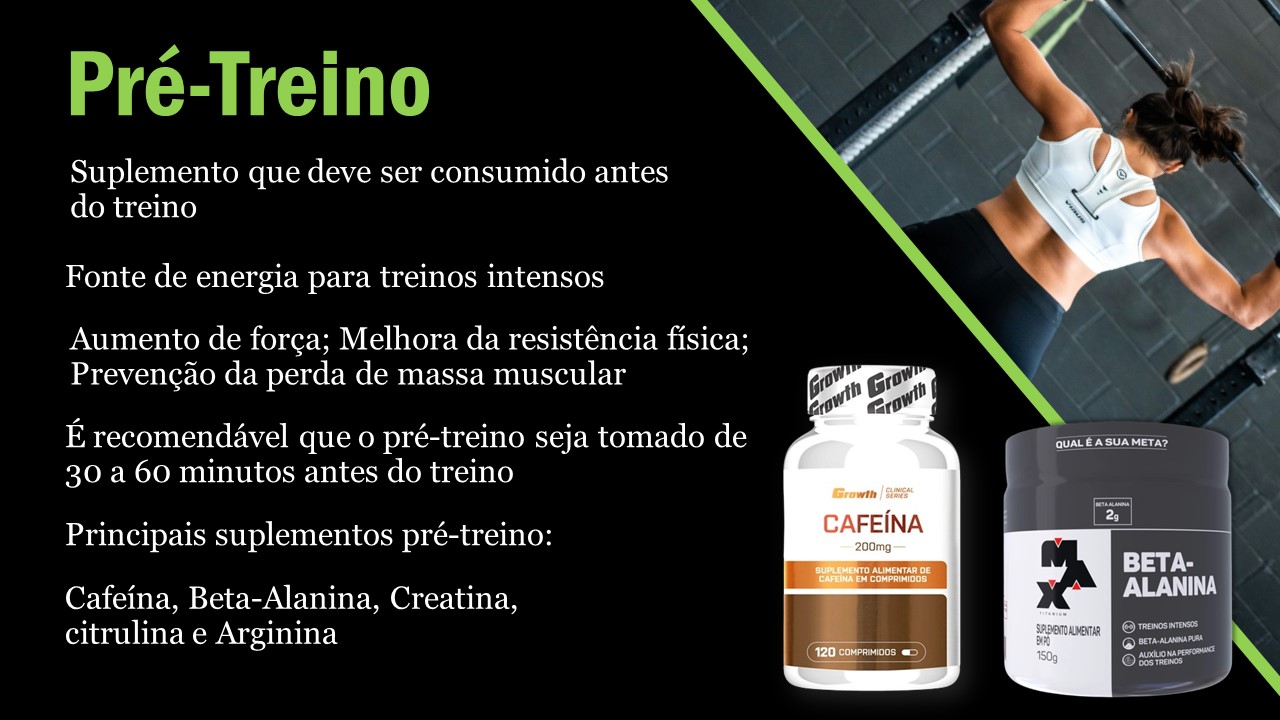 Pré-Treino
Suplemento que deve ser consumido antes
do treino
Fonte de energia para treinos intensos
Aumento de força; Melhora da resistência física;
Prevenção da perda de massa muscular
É recomendável que o pré-treino seja tomado de
30 a 60 minutos antes do treino
Principais suplementos pré-treino:
Cafeína, Beta-Alanina, Creatina,
citrulina e Arginina
Growth Growth
Growth Growth
Growth CLINICAL
SERIES
CAFEÍNA
200mg
SUPLEMENTO ALIMENTAR DE
CAFEÍNA EM COMPRIMIDOS
120 COMPRIMIDOS
QUAL É A SUA META?
BETA ALANINA
2g
MAX
TITANIUM
SUPLEMENTO ALIMENTAR
EM PÓ
150g
BETA-
ALANINA
TREINOS INTENSOS
BETA-ALANINA PURA
AUXÍLIO NA PERFORMANCE
DOS TREINOS